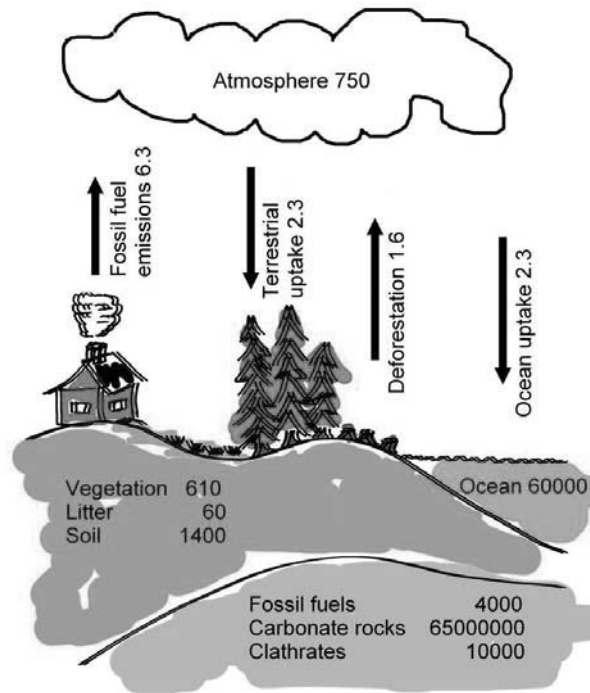 Atmosphere 750
Fossil fuel
emissions 6.3
Terrestrial
uptake 2.3
Deforestation 1.6
Ocean uptake 2.3
Vegetation 610
Litter 60
Soil 1400
Ocean 60000
Fossil fuels 4000
Carbonate rocks 65000000
Clathrates 10000